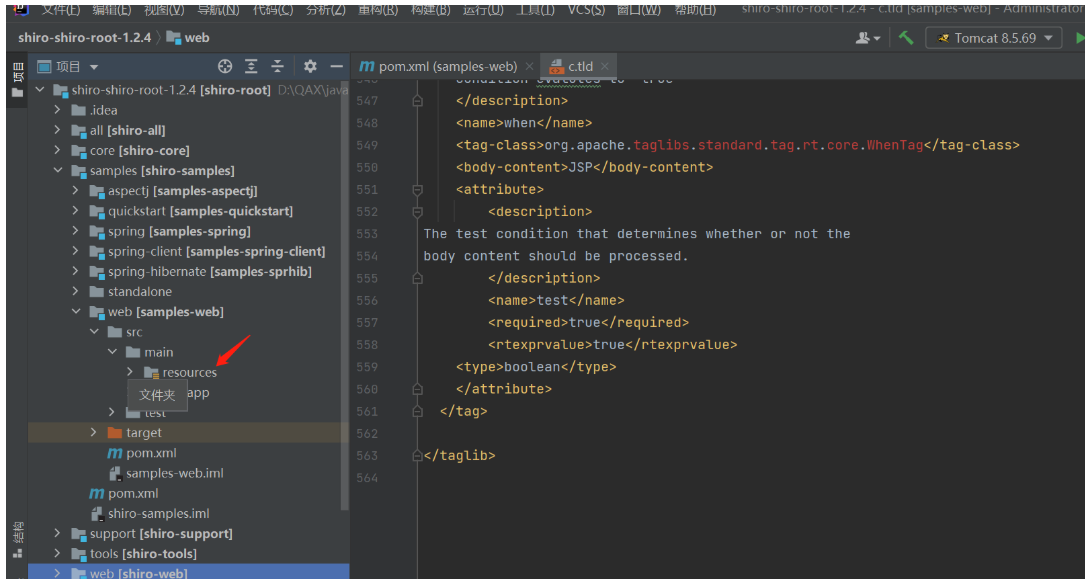 文件(F) 编辑(E) 视图(V) 导航(N) 代码(C) 分析(Z) 重构(R) 构建(B) 运行(U) 工具(T) VCS(S) 窗口(W) 帮助(H) shiro-shiro-root-1.2.4 - c.tld [samples-web] - Administrator
shiro-shiro-root-1.2.4 web
Tomcat 8.5.69
项目
项目
结构
shiro-shiro-root-1.2.4 [shiro-root] D:\QAX\java
.idea
all [shiro-all]
core [shiro-core]
samples [shiro-samples]
aspectj [samples-aspectj]
quickstart [samples-quickstart]
spring [samples-spring]
spring-client [samples-spring-client]
spring-hibernate [samples-sprhib]
standalone
web [samples-web]
src
main
resources
app
文件夹
test
target
pom.xml
samples-web.iml
pom.xml
shiro-samples.iml
support [shiro-support]
tools [shiro-tools]
web [shiro-web]
pom.xml (samples-web)
c.tld
546 condition evalutes to 'true'
547 </description>
548 <name>when</name>
549 <tag-class>org.apache.taglibs.standard.tag.rt.core.WhenTag</tag-class>
550 <body-content>JSP</body-content>
551 <attribute>
552 <description>
553 The test condition that determines whether or not the
554 body content should be processed.
555 </description>
556 <name>test</name>
557 <required>true</required>
558 <rtexprvalue>true</rtexprvalue>
559 <type>boolean</type>
560 </attribute>
561 </tag>
562
563 </taglib>
564